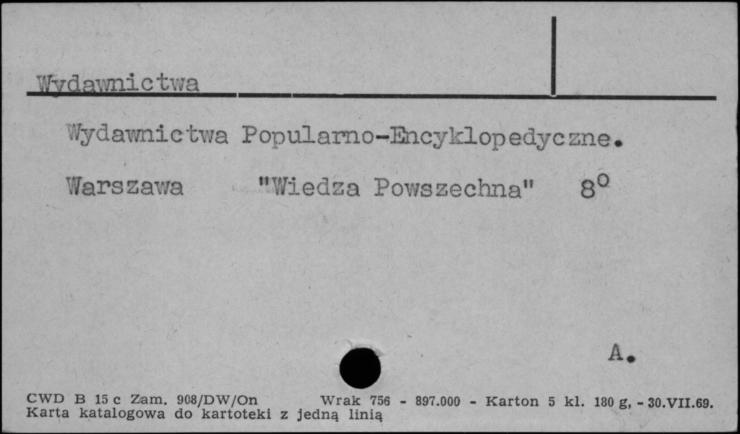 Wydawnictwa
Wydawnictwa Popularno-Encyklopedyczne.
Warszawa "Wiedza Powszechna" 8º
A.
CWD B 15 c Zam. 908/DW/On Wrak 756 - 897.000 - Karton 5 kl. 180 g. - 30.VII.69.
Karta katalogowa do kartoteki z jedną linią